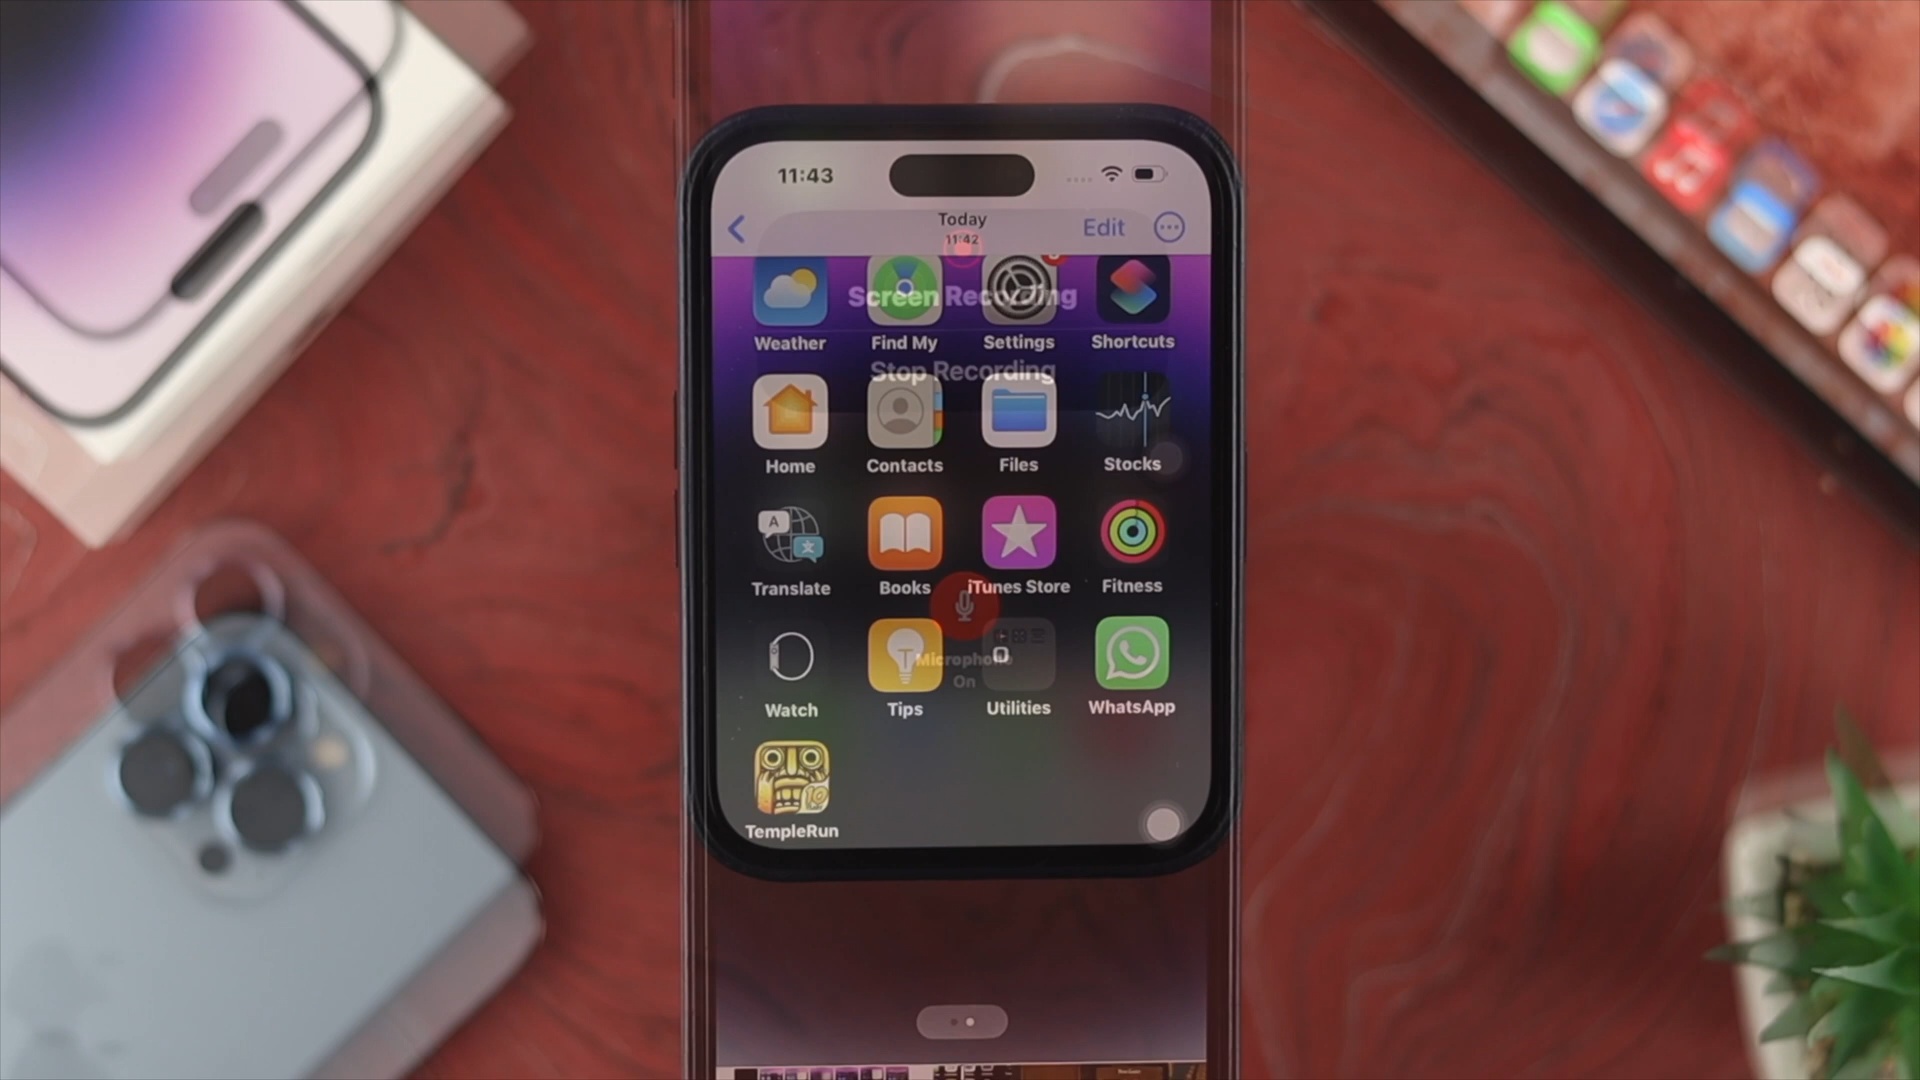 11:43
Today
Edit
11:42
Screen Recording
Weather
Find My
Settings
Shortcuts
Stop Recording
Home
Contacts
Files
Stocks
A
Translate
Books
iTunes Store
Fitness
Microphone
On
Watch
Tips
Utilities
WhatsApp
TempleRun